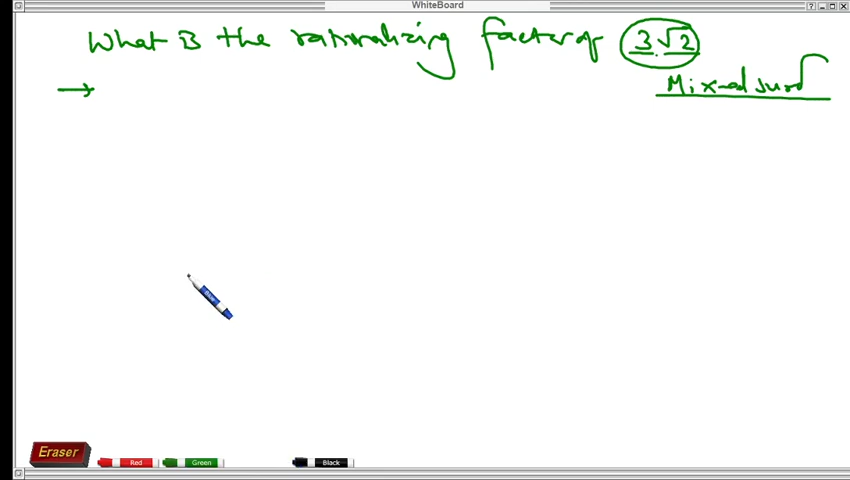 WhiteBoard
What is the rationalizing factor of 3√2
→ Mixed surd
Eraser Red Green Black